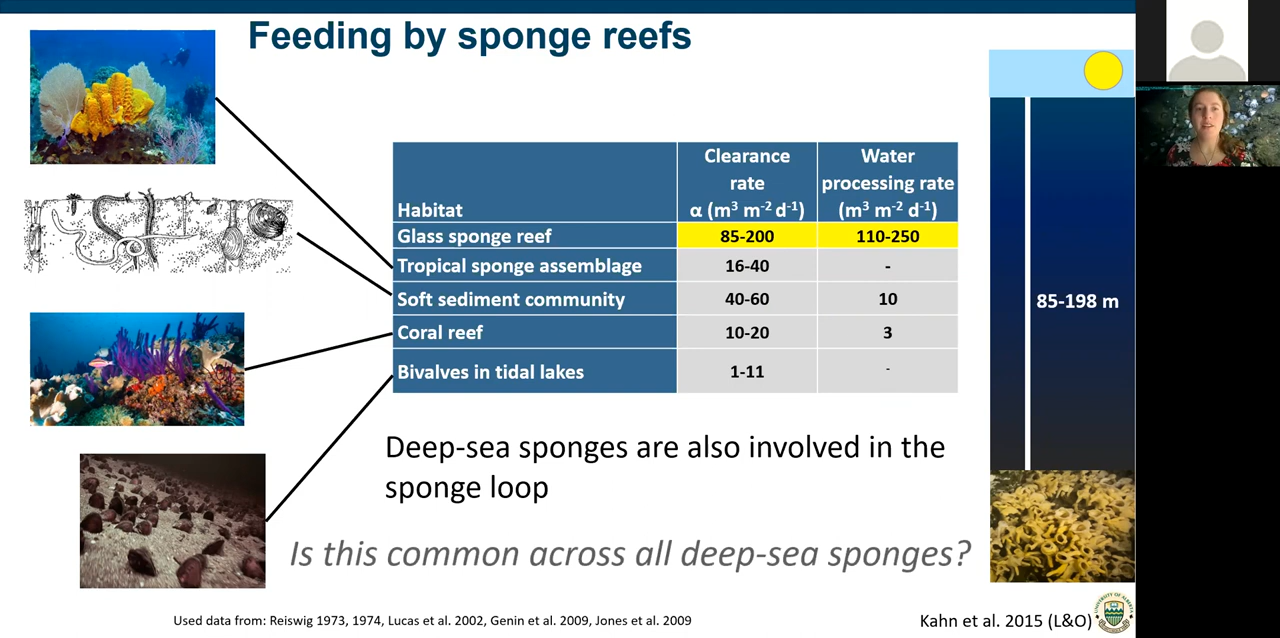 Feeding by sponge reefs
Habitat
Clearance
rate
α (m³ m⁻² d⁻¹)
Water
processing rate
(m³ m⁻² d⁻¹)
Glass sponge reef 85-200 110-250
Tropical sponge assemblage 16-40 -
Soft sediment community 40-60 10
Coral reef 10-20 3
Bivalves in tidal lakes 1-11 -
85-198 m
Deep-sea sponges are also involved in the
sponge loop
Is this common across all deep-sea sponges?
Used data from: Reiswig 1973, 1974, Lucas et al. 2002, Genin et al. 2009, Jones et al. 2009
Kahn et al. 2015 (L&O)